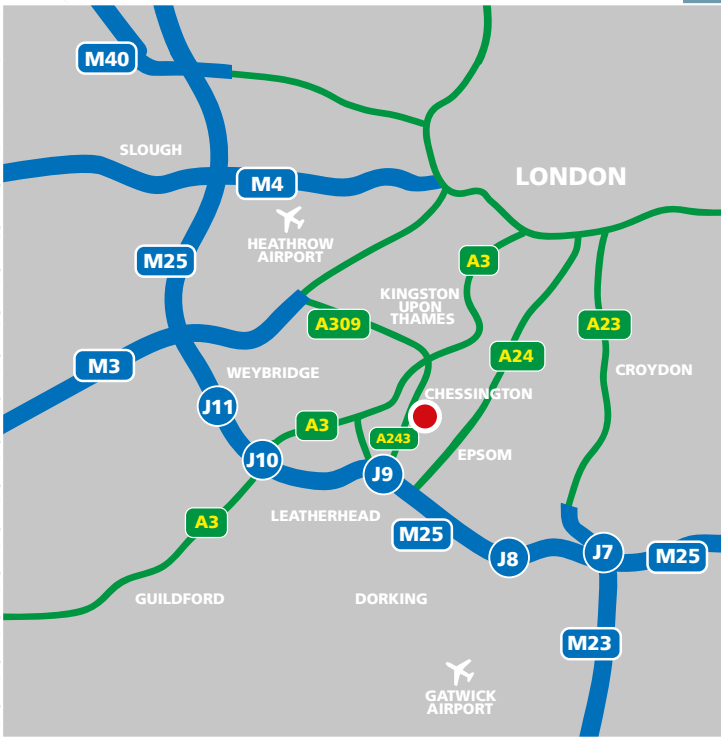 M40
SLOUGH
M4
LONDON
HEATHROW
AIRPORT
M25
A3
KINGSTON
UPON
THAMES
A309
A23
A24
M3
WEYBRIDGE
CROYDON
CHESSINGTON
J11
A3
A243
J10
EPSOM
J9
LEATHERHEAD
A3
M25
J8
J7
M25
GUILDFORD
DORKING
M23
GATWICK
AIRPORT